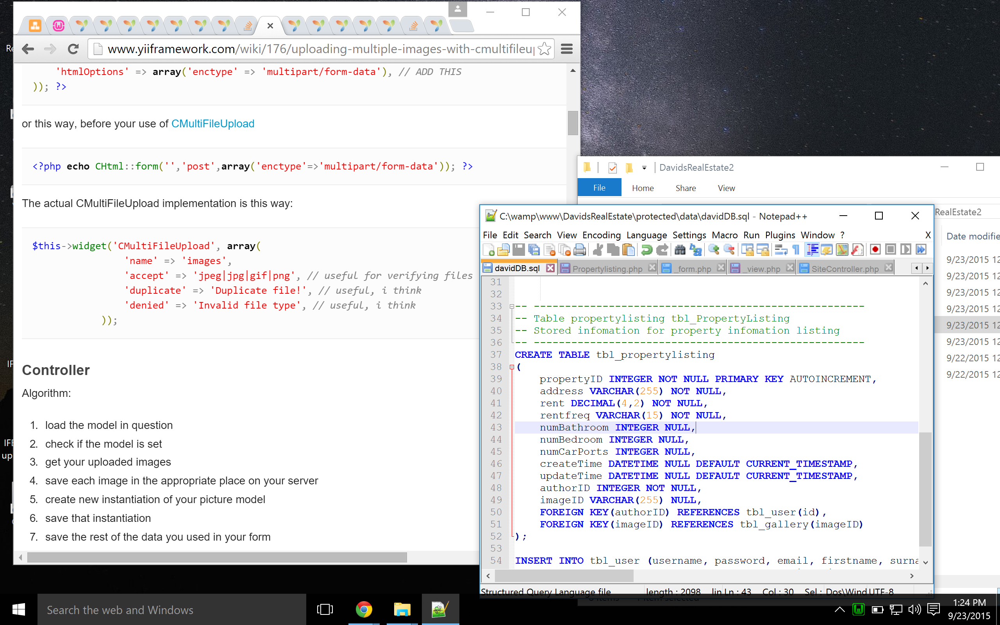 www.yiiframework.com/wiki/176/uploading-multiple-images-with-cmultifileup
'htmlOptions' => array('enctype' => 'multipart/form-data'), // ADD THIS
)); ?>
or this way, before your use of CMultiFileUpload
<?php echo CHtml::form('','post',array('enctype'=>'multipart/form-data')); ?>
The actual CMultiFileUpload implementation is this way:
$this->widget('CMultiFileUpload', array(
'name' => 'images',
'accept' => 'jpeg|jpg|gif|png', // useful for verifying files
'duplicate' => 'Duplicate file!', // useful, i think
'denied' => 'Invalid file type', // useful, i think
));
Controller
Algorithm:
1. load the model in question
2. check if the model is set
3. get your uploaded images
4. save each image in the appropriate place on your server
5. create new instantiation of your picture model
6. save that instantiation
7. save the rest of the data you used in your form
DavidsRealEstate2
File Home Share View
RealEstate2
Date modifie
9/23/2015 12
9/23/2015 12
9/23/2015 12
9/23/2015 12
9/23/2015 12
9/23/2015 12
9/22/2015 12
9/22/2015 12
C:\wamp\www\DavidsRealEstate\protected\data\davidDB.sql - Notepad++
File Edit Search View Encoding Language Settings Macro Run Plugins Window ? X
davidDB.sql Propertylisting.php _form.php _view.php SiteController.php
31
32
33 -- -----------------------------------------------------
34 -- Table propertylisting tbl_PropertyListing
35 -- Stored infomation for property infomation listing
36 -- -----------------------------------------------------
37 CREATE TABLE tbl_propertylisting
38 (
39 propertyID INTEGER NOT NULL PRIMARY KEY AUTOINCREMENT,
40 address VARCHAR(255) NOT NULL,
41 rent DECIMAL(4,2) NOT NULL,
42 rentfreq VARCHAR(15) NOT NULL,
43 numBathroom INTEGER NULL,
44 numBedroom INTEGER NULL,
45 numCarPorts INTEGER NULL,
46 createTime DATETIME NULL DEFAULT CURRENT_TIMESTAMP,
47 updateTime DATETIME NULL DEFAULT CURRENT_TIMESTAMP,
48 authorID INTEGER NOT NULL,
49 imageID VARCHAR(255) NULL,
50 FOREIGN KEY(authorID) REFERENCES tbl_user(id),
51 FOREIGN KEY(imageID) REFERENCES tbl_gallery(imageID)
52 );
53
54 INSERT INTO tbl_user (username, password, email, firstname, surna
Structured Query Language file length : 2098 lin Ln : 43 Col : 30 Sel : Dos\Wind UTF-8
Search the web and Windows
1:24 PM
9/23/2015